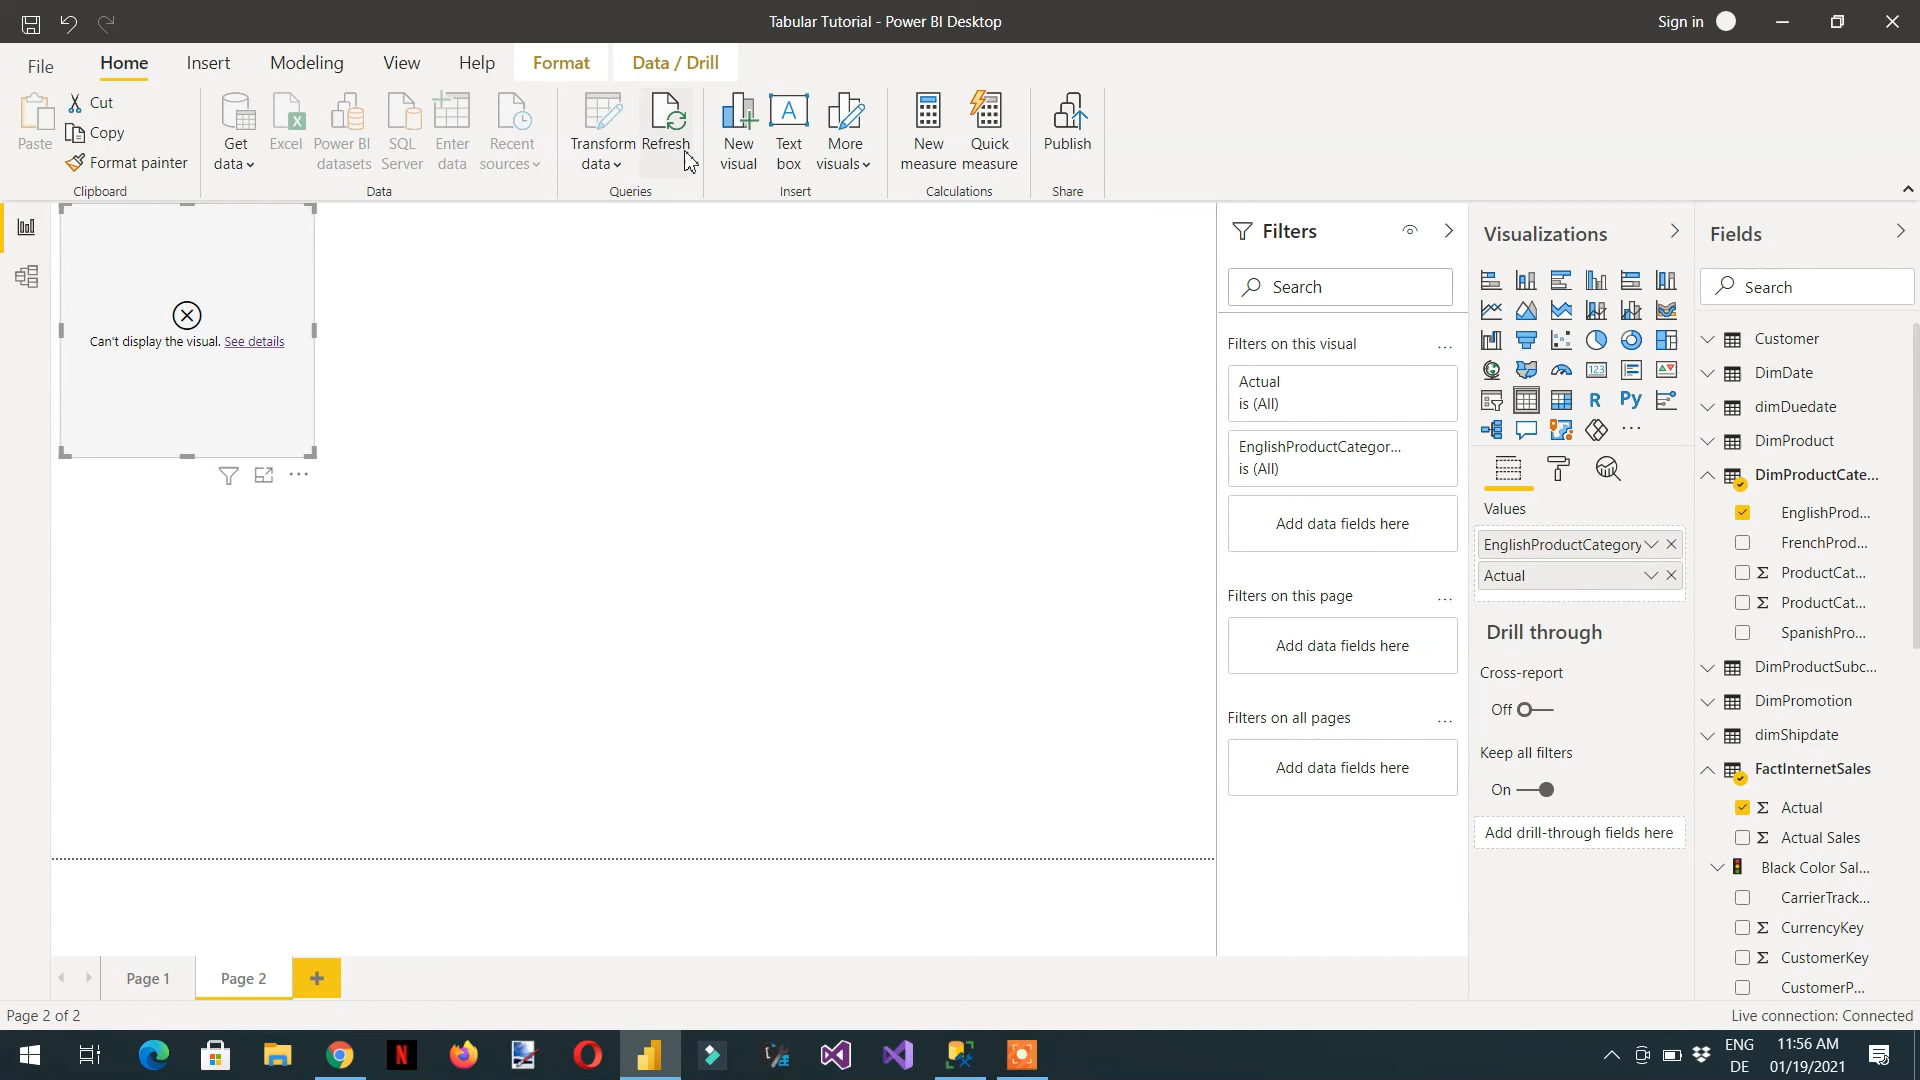 Tabular Tutorial - Power BI Desktop
Sign in
File
Home
Insert
Modeling
View
Help
Format
Data / Drill
Paste
Cut
Copy
Format painter
Clipboard
Get data
Excel
Power BI datasets
SQL Server
Enter data
Recent sources
Data
Transform data
Refresh
Queries
New visual
Text box
More visuals
Insert
New measure
Quick measure
Calculations
Publish
Share
Can't display the visual. See details
Filters
Search
Filters on this visual
...
Actual
is (All)
EnglishProductCategor...
is (All)
Add data fields here
Filters on this page
...
Add data fields here
Filters on all pages
...
Add data fields here
Visualizations
123
R
Py
...
Values
EnglishProductCategory
Actual
Drill through
Cross-report
Off
Keep all filters
On
Add drill-through fields here
Fields
Search
Customer
DimDate
dimDuedate
DimProduct
DimProductCate...
EnglishProd...
FrenchProd...
Σ ProductCat...
Σ ProductCat...
SpanishPro...
DimProductSubc...
DimPromotion
dimShipdate
FactInternetSales
Σ Actual
Σ Actual Sales
Black Color Sal...
CarrierTrack...
Σ CurrencyKey
Σ CustomerKey
CustomerP...
Page 1
Page 2
+
Page 2 of 2
Live connection: Connected
ENG
DE
11:56 AM
01/19/2021